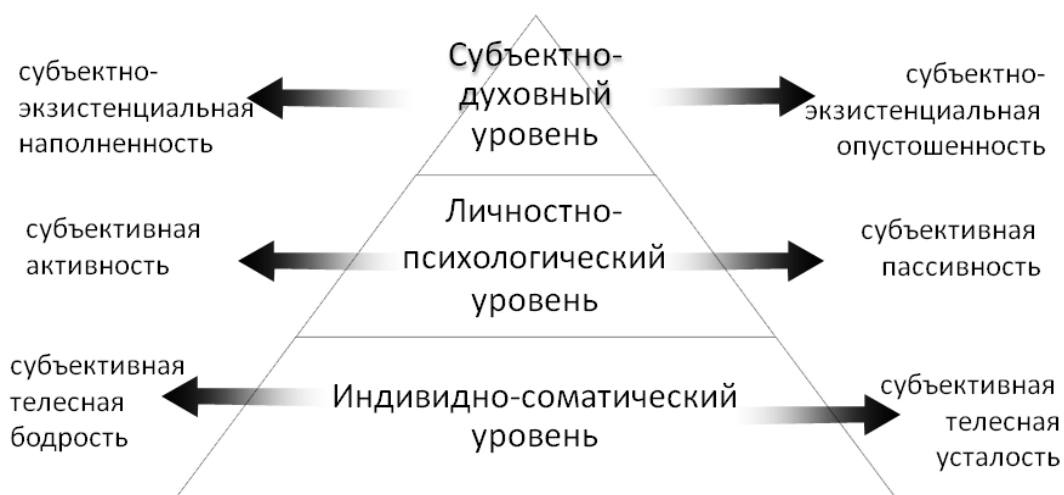 субъектно-
экзистенциальная
наполненность
Субъектно-
духовный
уровень
субъектно-
экзистенциальная
опустошенность
субъективная
активность
Личностно-
психологический
уровень
субъективная
пассивность
субъективная
телесная
бодрость
Индивидно-соматический
уровень
субъективная
телесная
усталость